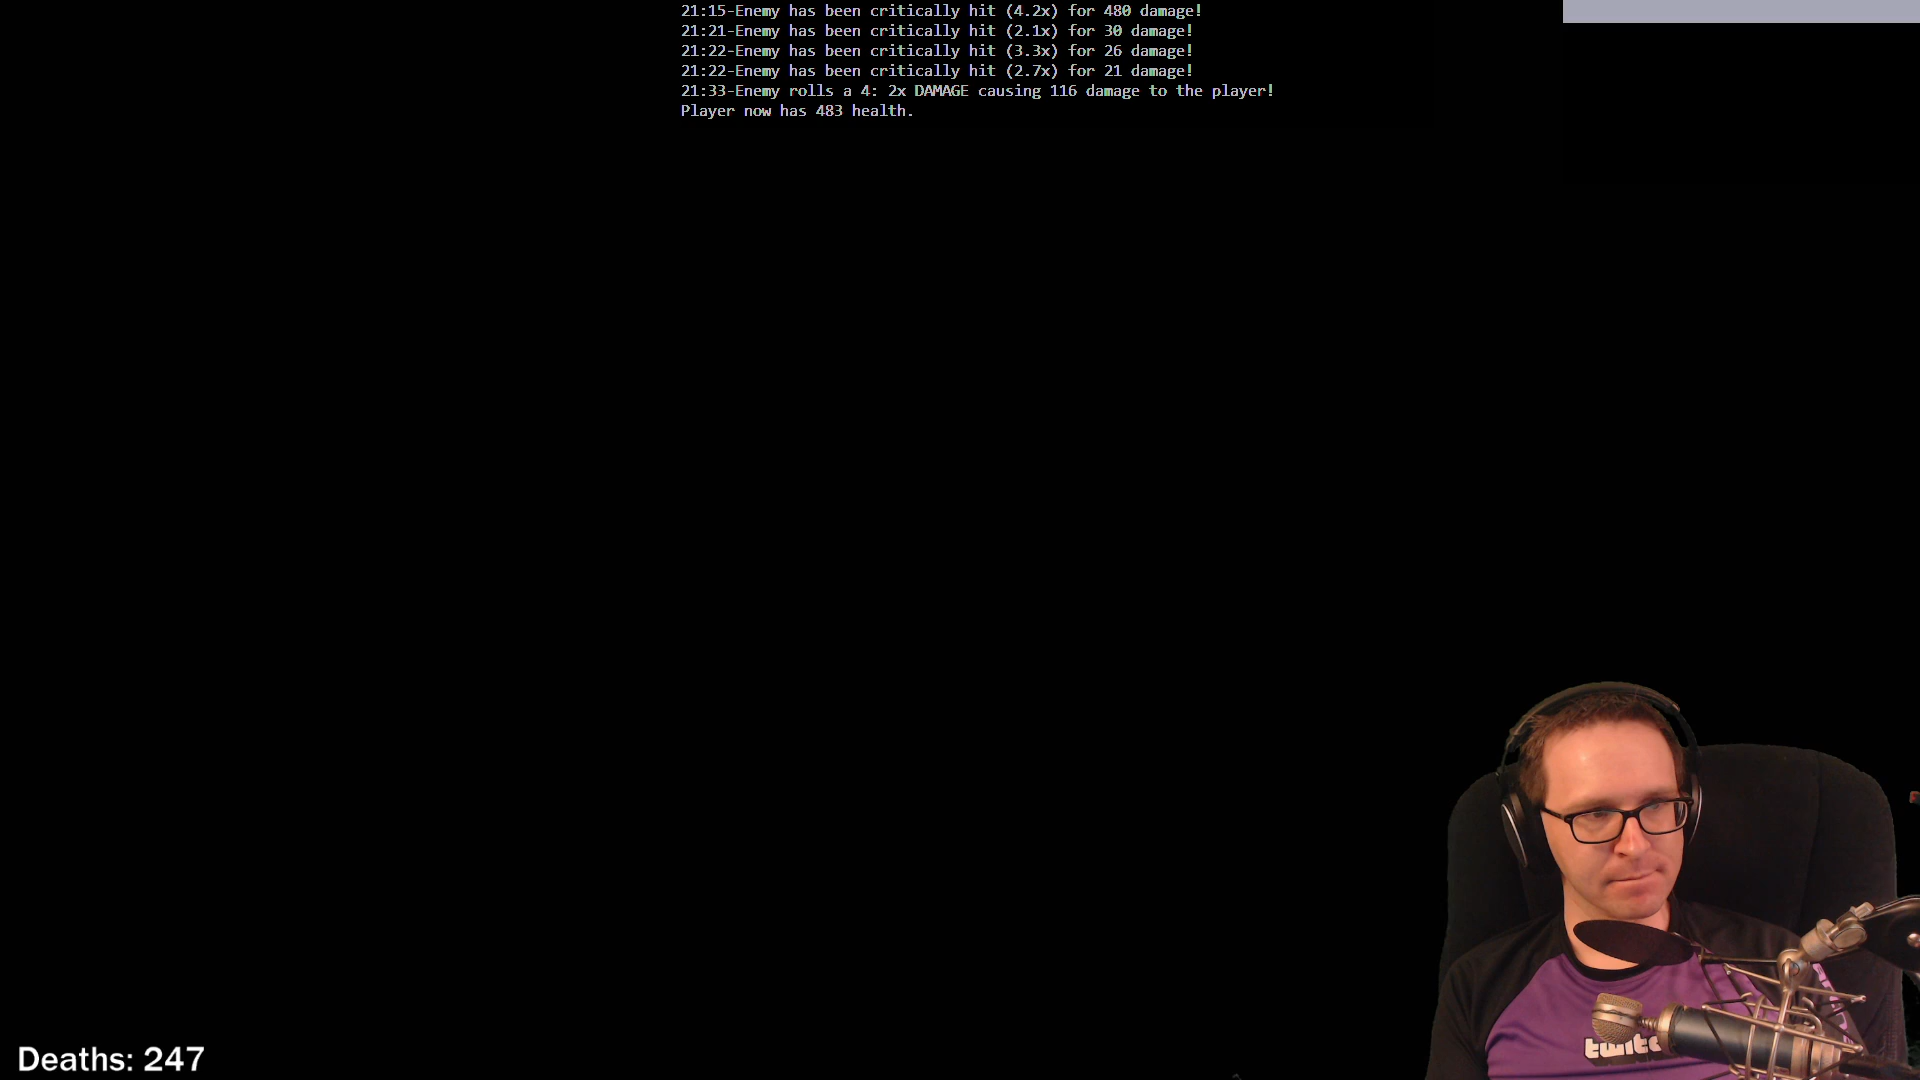 21:15-Enemy has been critically hit (4.2x) for 480 damage!
21:21-Enemy has been critically hit (2.1x) for 30 damage!
21:22-Enemy has been critically hit (3.3x) for 26 damage!
21:22-Enemy has been critically hit (2.7x) for 21 damage!
21:33-Enemy rolls a 4: 2x DAMAGE causing 116 damage to the player!
Player now has 483 health.
Deaths: 247